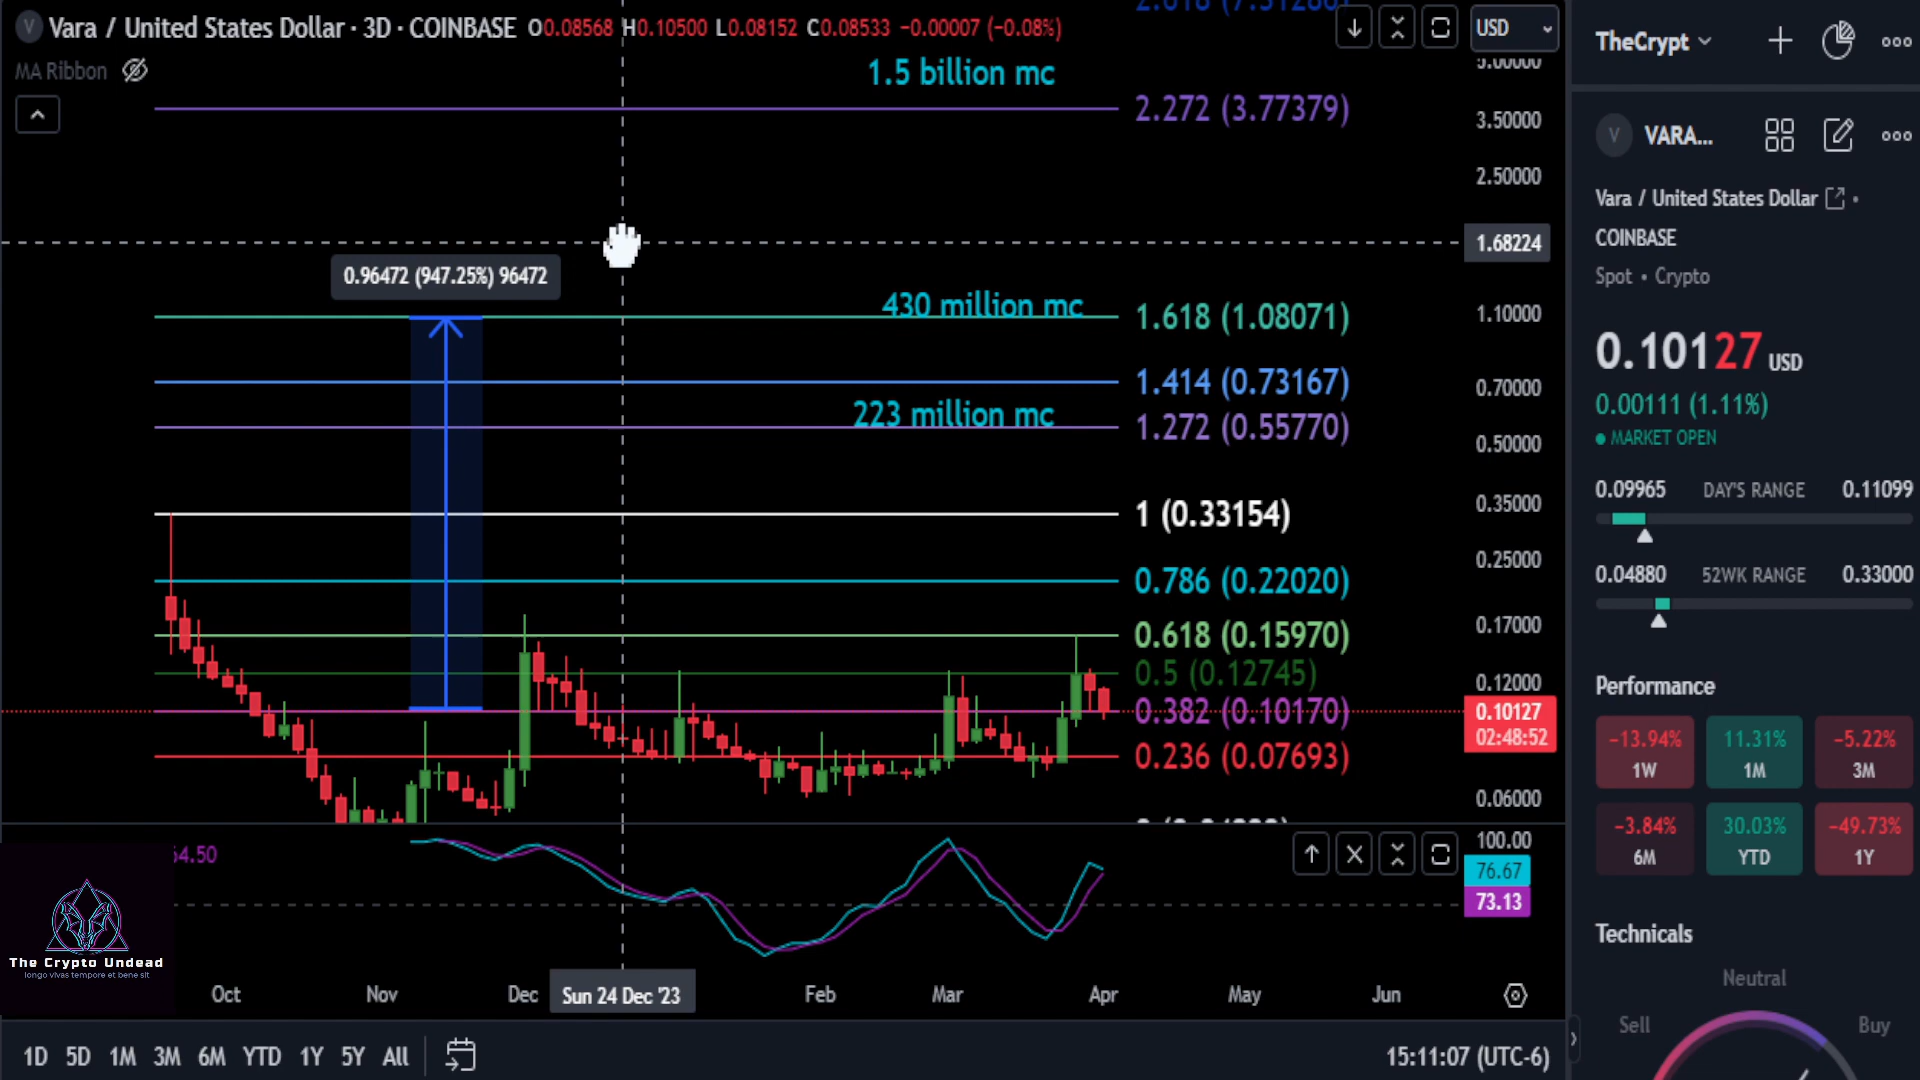 Vara / United States Dollar · 3D · COINBASE O0.08568 H0.10500 L0.08152 C0.08533 −0.00007 (−0.08%)
MA Ribbon
USD
1.5 billion mc
2.272 (3.77379)
3.50000
2.50000
1.68224
0.96472 (947.25%) 96472
430 million mc
1.618 (1.08071)
1.10000
1.414 (0.73167)
0.70000
223 million mc
1.272 (0.55770)
0.50000
1 (0.33154)
0.35000
0.25000
0.786 (0.22020)
0.17000
0.618 (0.15970)
0.5 (0.12745)
0.12000
0.382 (0.10170)
0.10127
02:48:52
0.236 (0.07693)
0.06000
100.00
76.67
73.13
The Crypto Undead
longo vivas tempore et bene sit
Oct Nov Dec Sun 24 Dec '23 Feb Mar Apr May Jun
1D 5D 1M 3M 6M YTD 1Y 5Y All
15:11:07 (UTC-6)
TheCrypt
V VARA...
Vara / United States Dollar
COINBASE
Spot • Crypto
0.10127 USD
0.00111 (1.11%)
MARKET OPEN
0.09965 DAY'S RANGE 0.11099
0.04880 52WK RANGE 0.33000
Performance
−13.94% 11.31% −5.22%
1W 1M 3M
−3.84% 30.03% −49.73%
6M YTD 1Y
Technicals
Neutral
Sell Buy